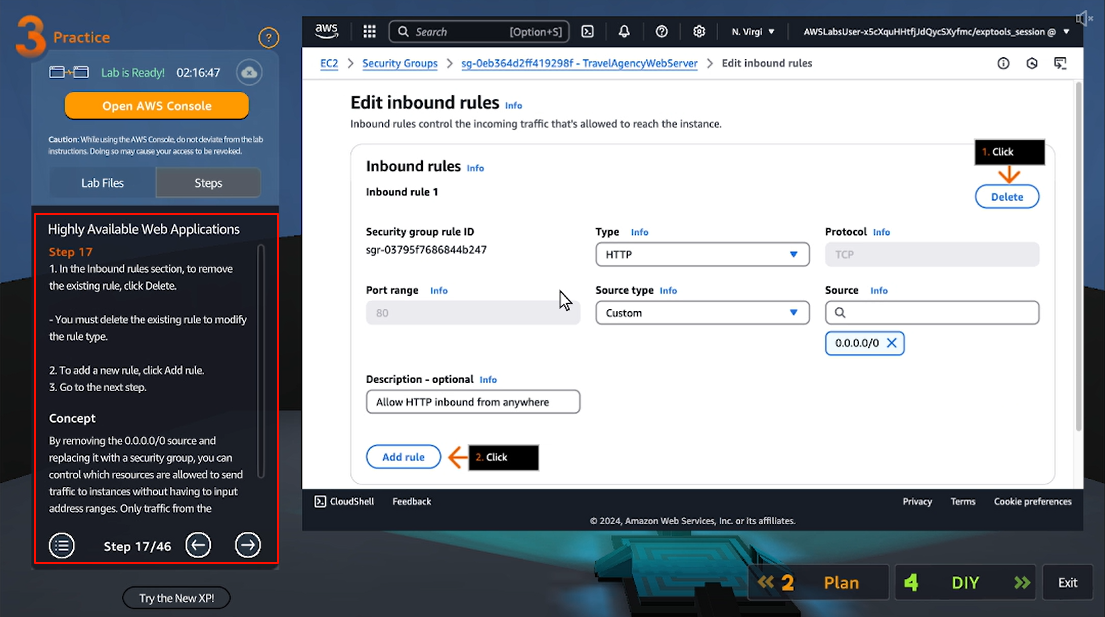 3 Practice
?
Lab is Ready! 02:16:47
Open AWS Console
Caution: While using the AWS Console, do not deviate from the lab
instructions. Doing so may cause your access to be revoked.
Lab Files
Steps
Highly Available Web Applications
Step 17
1. In the Inbound rules section, to remove
the existing rule, click Delete.
- You must delete the existing rule to modify
the rule type.
2. To add a new rule, click Add rule.
3. Go to the next step.
Concept
By removing the 0.0.0.0/0 source and
replacing it with a security group, you can
control which resources are allowed to send
traffic to instances without having to input
address ranges. Only traffic from the
Step 17/46
Try the New XP!
aws
Search [Option+S]
N. Virgi
AWSLabsUser-x5cXquHHtfjJdQycSXyfmc/exptools_session @
EC2 > Security Groups > sg-0eb364d2ff419298f - TravelAgencyWebServer > Edit inbound rules
Edit inbound rules Info
Inbound rules control the incoming traffic that's allowed to reach the instance.
Inbound rules Info
1. Click
Inbound rule 1
Delete
Security group rule ID
sgr-03795f7686844b247
Type Info
HTTP
Protocol Info
TCP
Port range Info
80
Source type Info
Custom
Source Info
0.0.0.0/0
Description - optional Info
Allow HTTP inbound from anywhere
Add rule
2. Click
CloudShell Feedback
Privacy Terms Cookie preferences
© 2024, Amazon Web Services, Inc. or its affiliates.
2 Plan
4 DIY
Exit